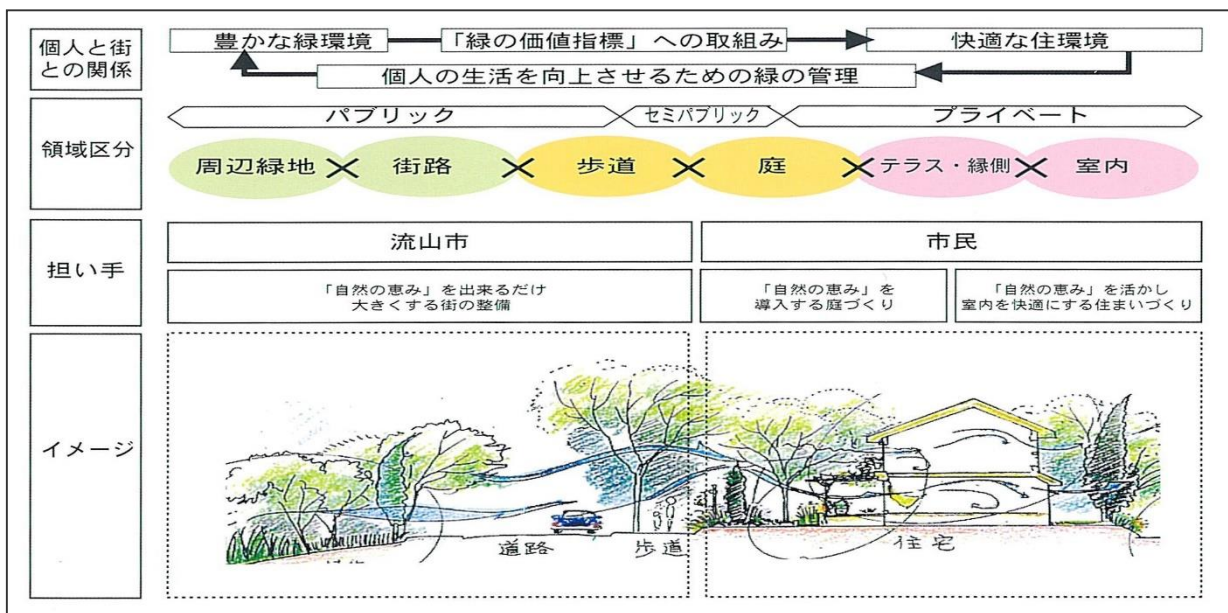 個人と街
との関係
豊かな緑環境
「緑の価値指標」への取組み
快適な住環境
個人の生活を向上させるための緑の管理
領域区分
パブリック
セミパブリック
プライベート
周辺緑地
街路
歩道
庭
テラス・縁側
室内
担い手
流山市
市民
「自然の恵み」を出来るだけ
大きくする街の整備
「自然の恵み」を
導入する庭づくり
「自然の恵み」を活かし
室内を快適にする住まいづくり
イメージ
道路
歩道
住宅